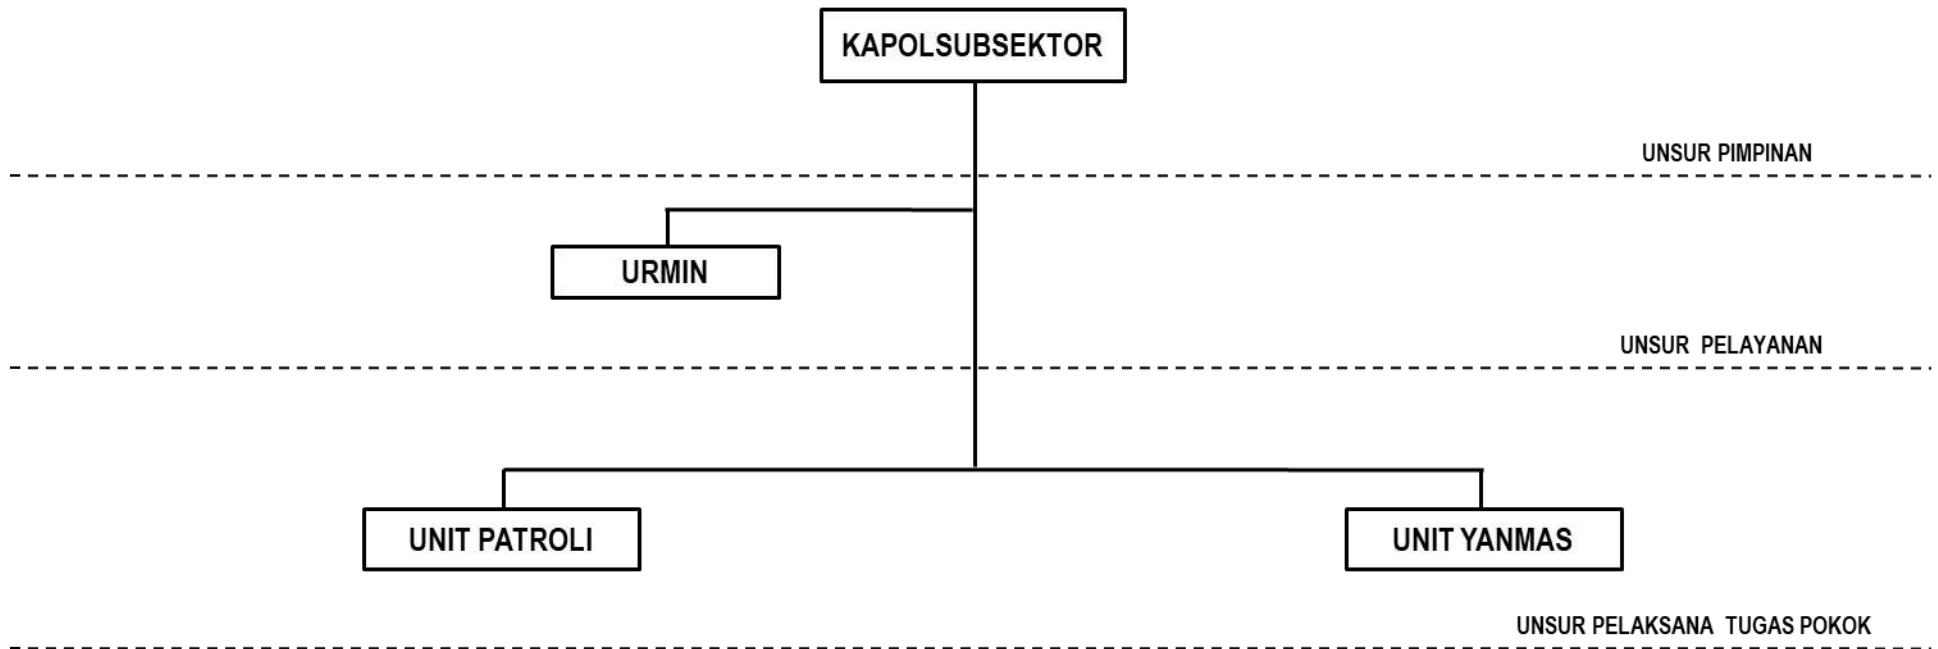 KAPOLSUBSEKTOR
UNSUR PIMPINAN
URMIN
UNSUR PELAYANAN
UNIT PATROLI
UNIT YANMAS
UNSUR PELAKSANA TUGAS POKOK